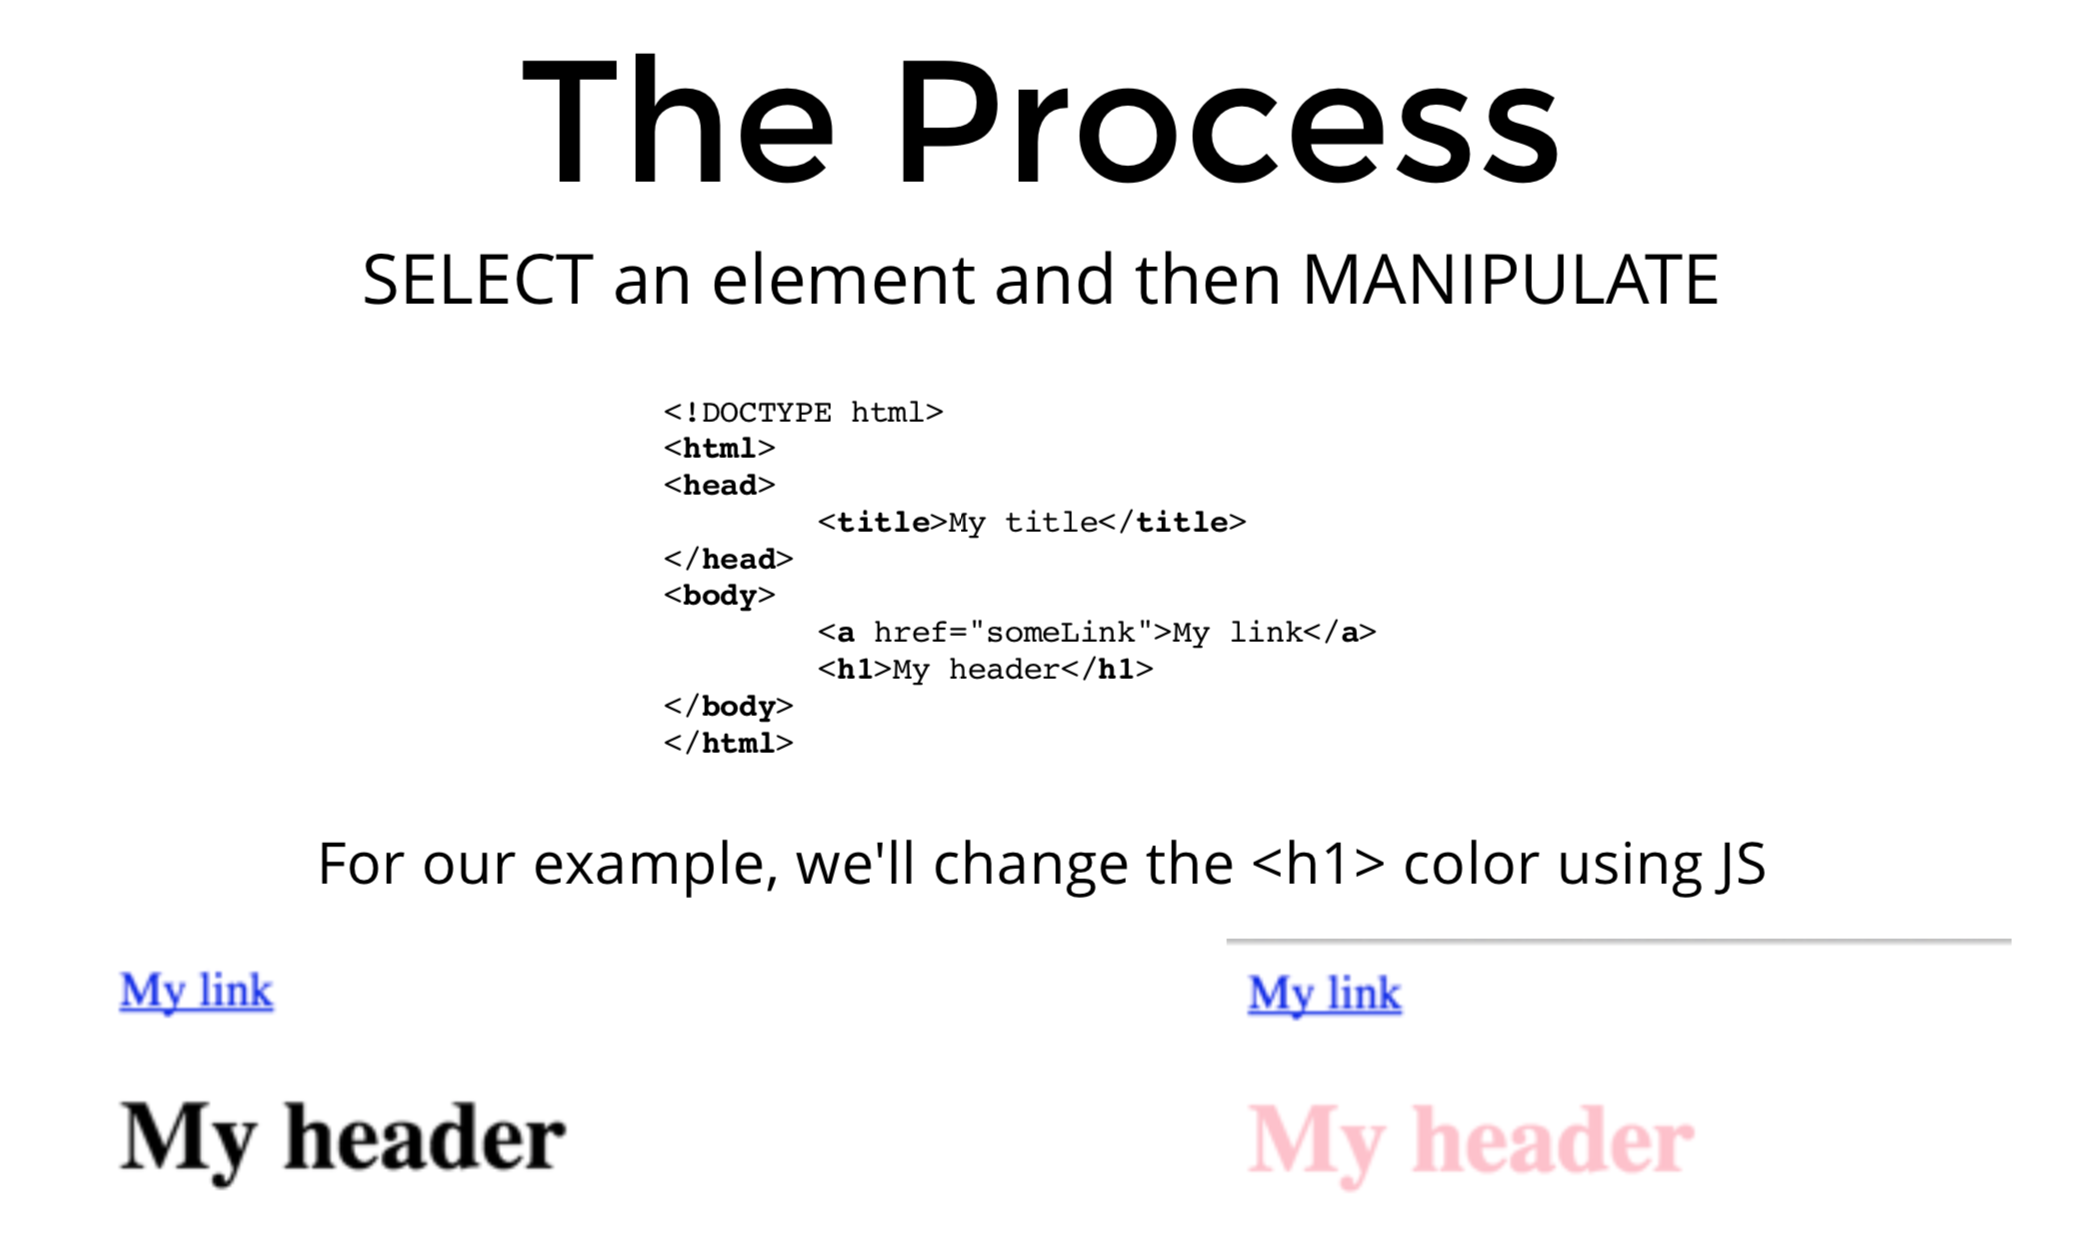 The Process
SELECT an element and then MANIPULATE
<!DOCTYPE html>
<html>
<head>
<title>My title</title>
</head>
<body>
<a href="someLink">My link</a>
<h1>My header</h1>
</body>
</html>
For our example, we'll change the <h1> color using JS
My link
My header
My link
My header